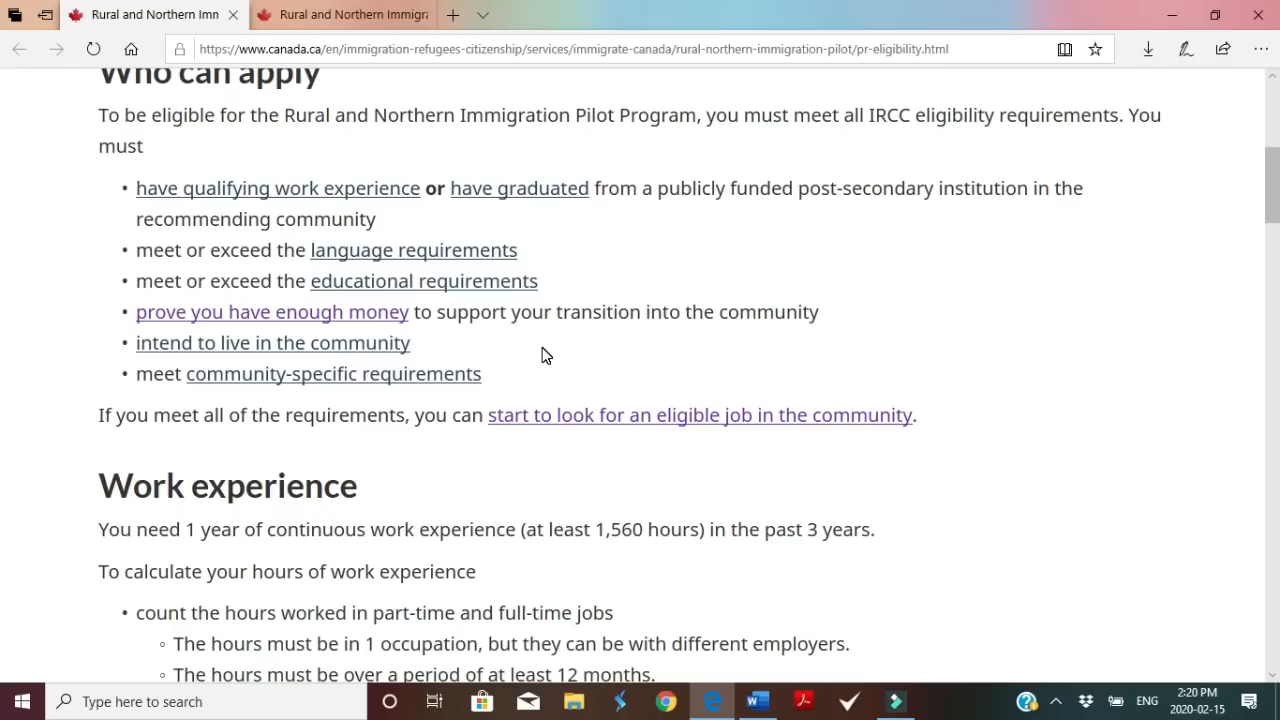 Rural and Northern Imm
Rural and Northern Immigra
https://www.canada.ca/en/immigration-refugees-citizenship/services/immigrate-canada/rural-northern-immigration-pilot/pr-eligibility.html
Who can apply
To be eligible for the Rural and Northern Immigration Pilot Program, you must meet all IRCC eligibility requirements. You
must
• have qualifying work experience or have graduated from a publicly funded post-secondary institution in the
recommending community
• meet or exceed the language requirements
• meet or exceed the educational requirements
• prove you have enough money to support your transition into the community
• intend to live in the community
• meet community-specific requirements
If you meet all of the requirements, you can start to look for an eligible job in the community.
Work experience
You need 1 year of continuous work experience (at least 1,560 hours) in the past 3 years.
To calculate your hours of work experience
• count the hours worked in part-time and full-time jobs
◦ The hours must be in 1 occupation, but they can be with different employers.
◦ The hours must be over a period of at least 12 months.
Type here to search
ENG
2:20 PM
2020-02-15